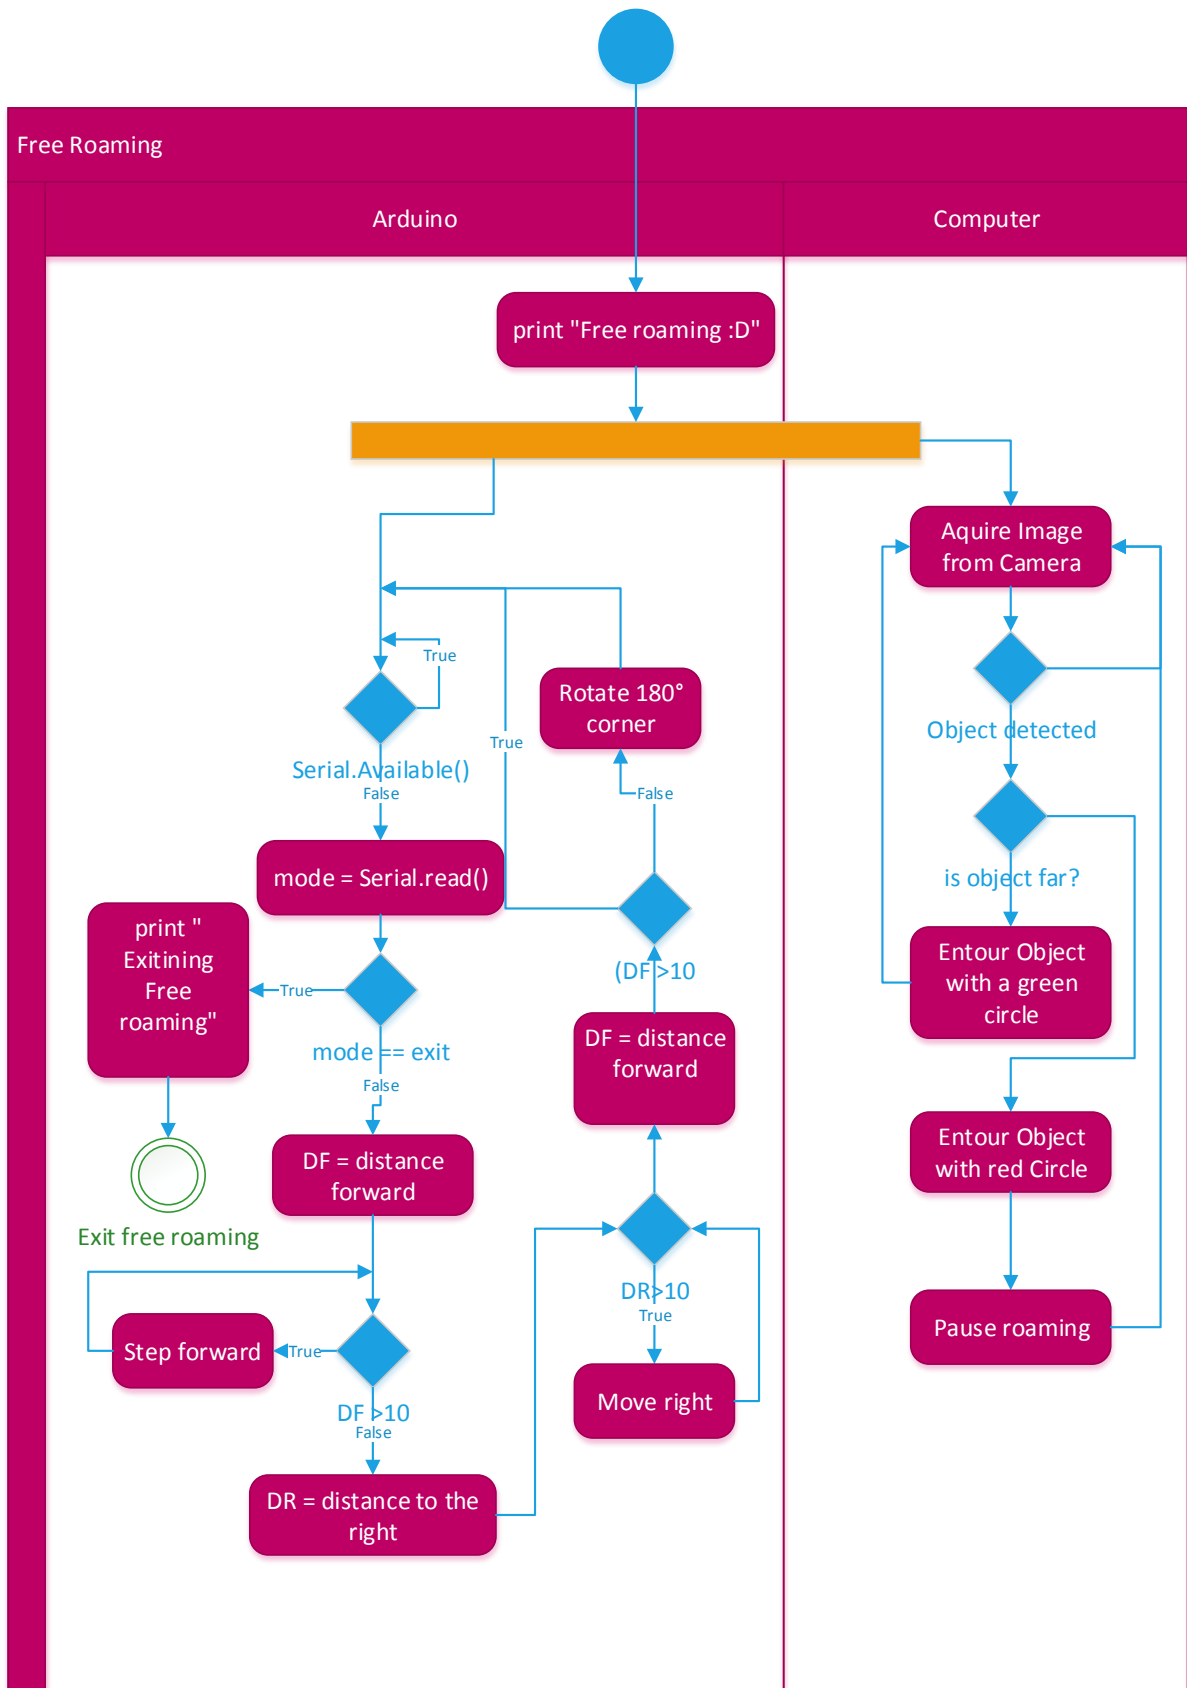 Free Roaming
Arduino
Computer
print "Free roaming :D"
Aquire Image
from Camera
True
Rotate 180°
corner
True
Object detected
Serial.Available()
False
False
mode = Serial.read()
is object far?
print "
Exitining
Free
roaming"
Entour Object
with a green
circle
(DF >10
True
DF = distance
forward
mode == exit
False
Entour Object
with red Circle
DF = distance
forward
Exit free roaming
DR>10
True
Pause roaming
Step forward
True
Move right
DF >10
False
DR = distance to the
right